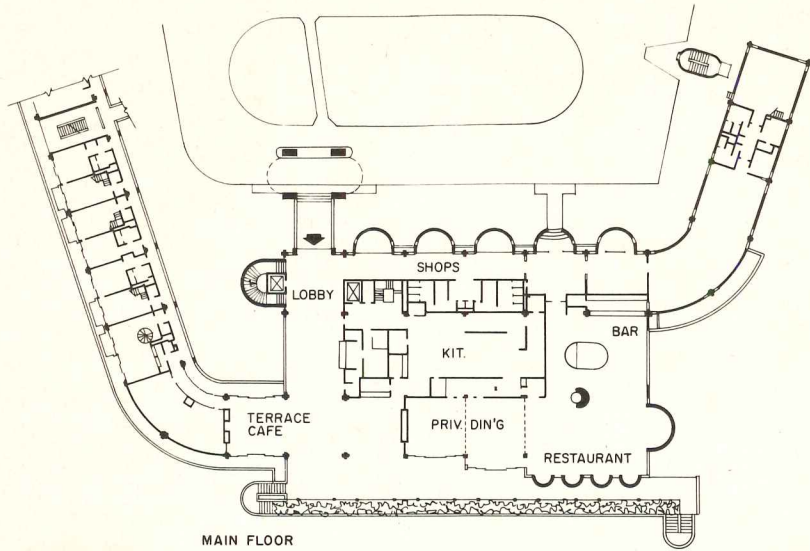 SHOPS
LOBBY
BAR
KIT.
TERRACE
CAFE
PRIV. DIN'G
RESTAURANT
MAIN FLOOR